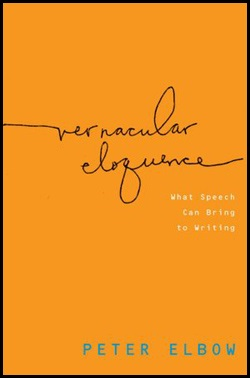 vernacular
eloquence
What Speech
Can Bring
to Writing
PETER ELBOW